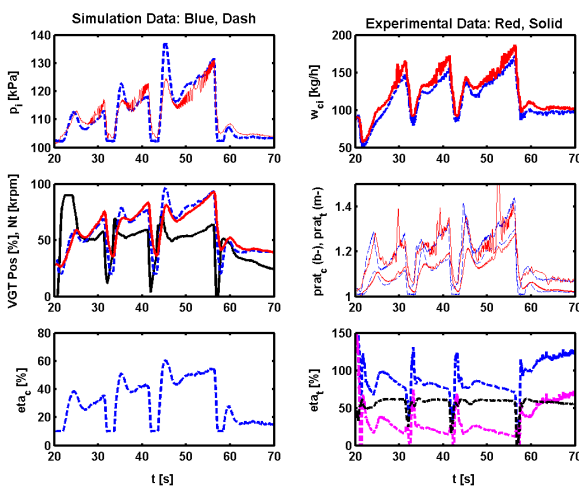 Simulation Data: Blue, Dash
Experimental Data: Red, Solid
p_i [kPa]
140
130
120
110
100
20 30 40 50 60 70
w_ci [kg/h]
200
150
100
50
20 30 40 50 60 70
VGT Pos [%], Nt [krpm]
100
50
0
20 30 40 50 60 70
prat_c (b-), prat_t (m-)
1.4
1.2
1
20 30 40 50 60 70
eta_c [%]
80
60
40
20
0
20 30 40 50 60 70
t [s]
eta_t [%]
150
100
50
0
20 30 40 50 60 70
t [s]